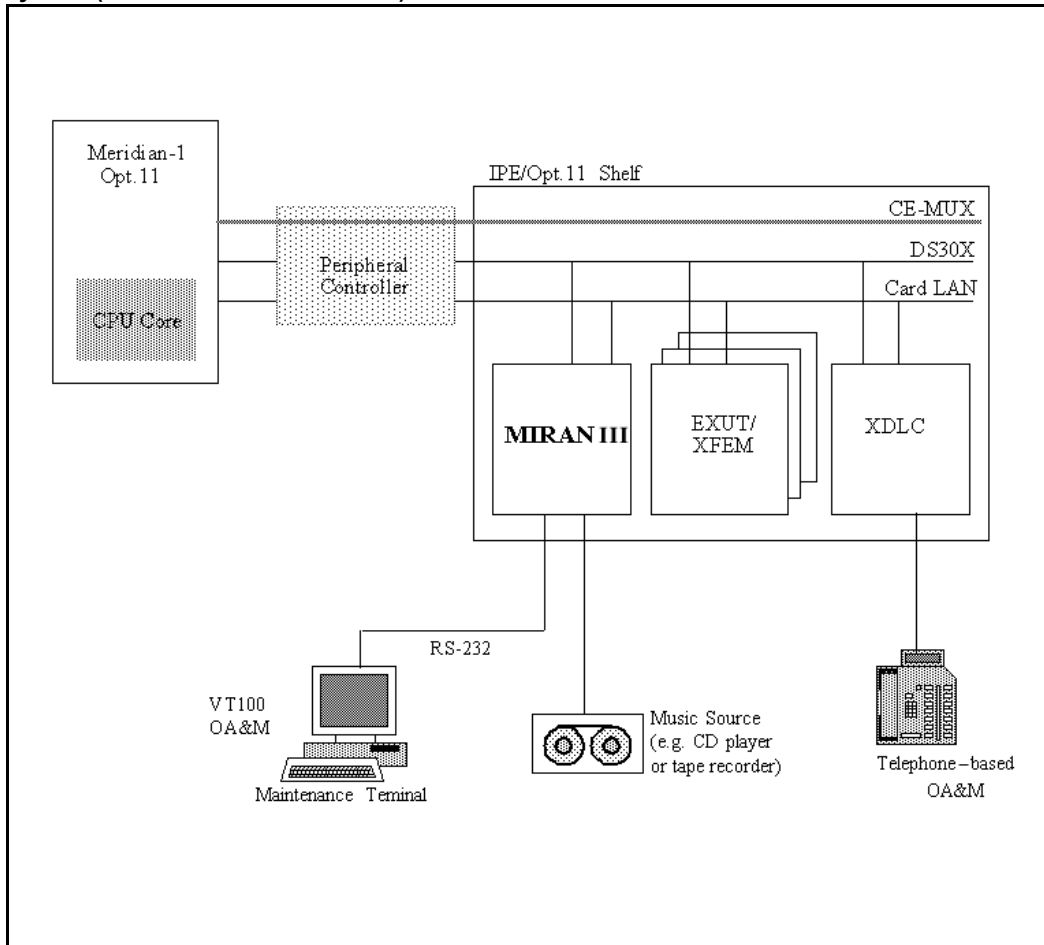 Meridian-1
Opt.11
CPU Core
Peripheral
Controller
IPE/Opt.11 Shelf
CE-MUX
DS30X
Card LAN
MIRAN III
EXUT/
XFEM
XDLC
RS-232
VT100
OA&M
Maintenance Teminal
Music Source
(e.g. CD player
or tape recorder)
Telephone-based
OA&M